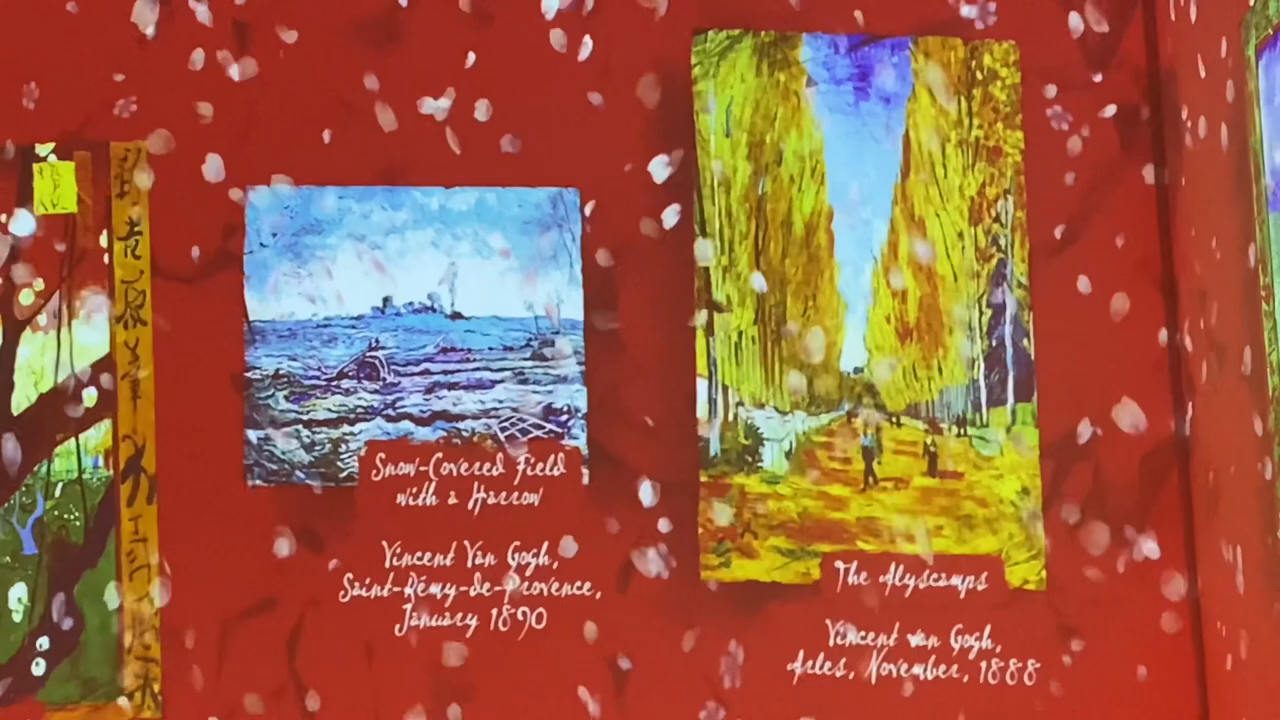 Snow-Covered Field
with a Harrow
Vincent Van Gogh,
Saint-Rémy-de-Provence,
January 1890
The Alyscamps
Vincent van Gogh,
Arles, November, 1888